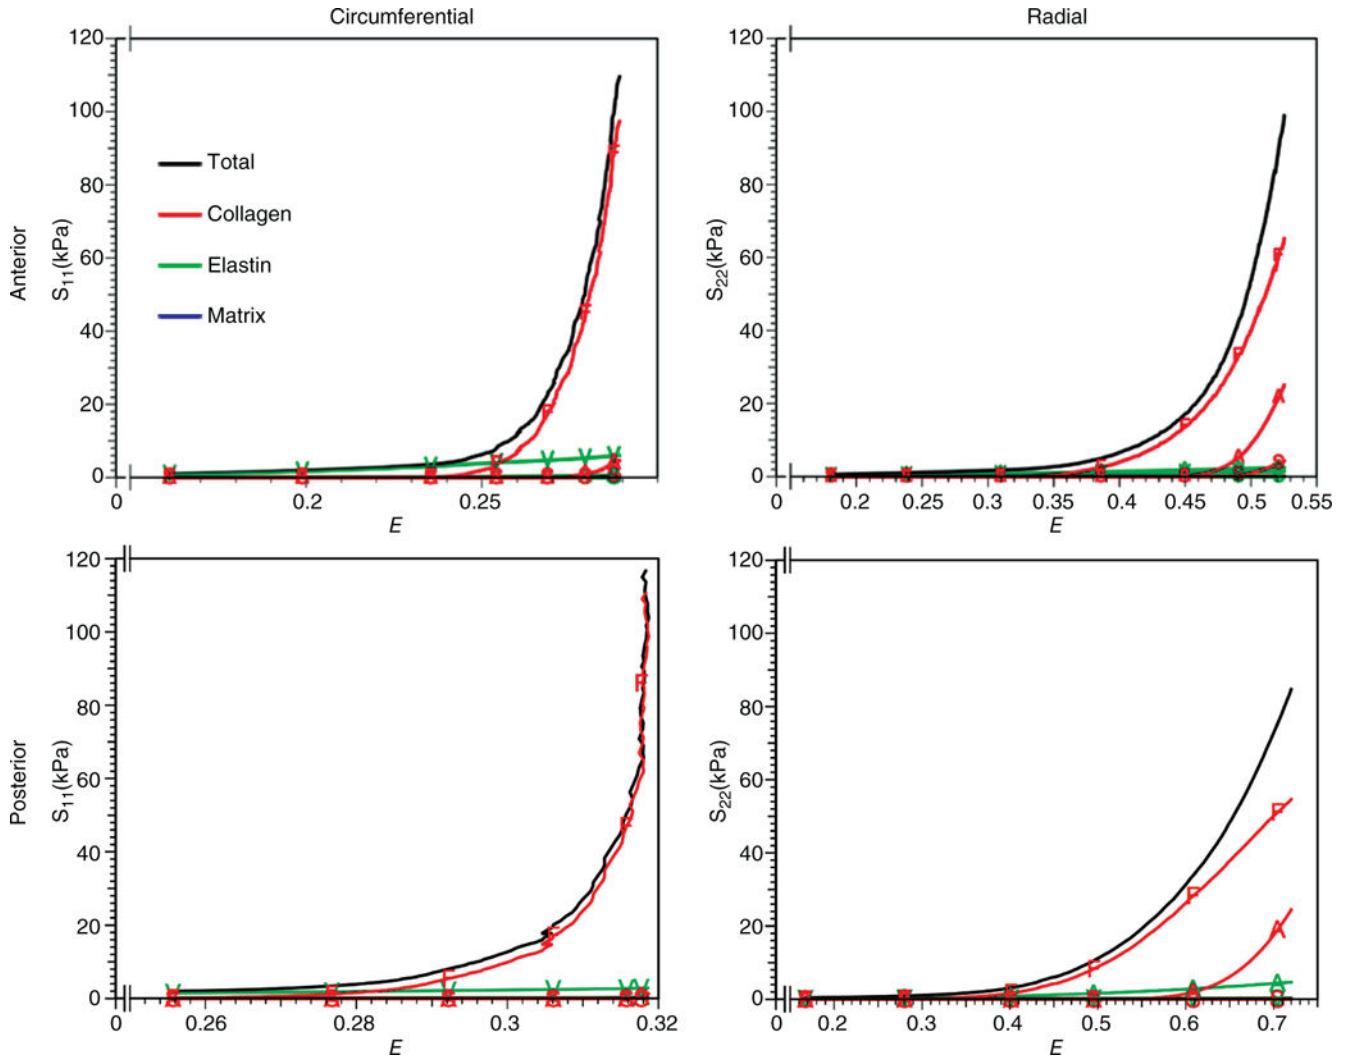 Circumferential
Radial
Anterior
S11(kPa)
120
100
80
60
40
20
0
Total
Collagen
Elastin
Matrix
V V V V V V V
F F F F
0 0.2 0.25
E
S22(kPa)
120
100
80
60
40
20
0
F F F F
A A
0 0.2 0.25 0.3 0.35 0.4 0.45 0.5 0.55
E
Posterior
S11(kPa)
120
100
80
60
40
20
0
F F F F
V V V
0 0.26 0.28 0.3 0.32
E
S22(kPa)
120
100
80
60
40
20
0
F F F
A A A
0 0.2 0.3 0.4 0.5 0.6 0.7
E